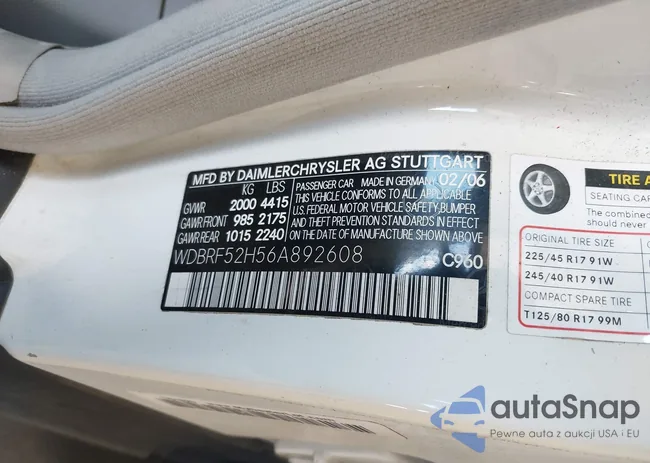 MFD BY DAIMLERCHRYSLER AG STUTTGART
KG LBS
GVWR 2000 4415
GAWR FRONT 985 2175
GAWR REAR 1015 2240
PASSENGER CAR MADE IN GERMANY 02/06
THIS VEHICLE CONFORMS TO ALL APPLICABLE
U.S. FEDERAL MOTOR VEHICLE SAFETY, BUMPER
AND THEFT PREVENTION STANDARDS IN EFFECT
ON THE DATE OF MANUFACTURE SHOWN ABOVE
WDBRF52H56A892608
C960
TIRE A
SEATING CA
The combined
ORIGINAL TIRE SIZE
225/45 R17 91W
245/40 R17 91W
COMPACT SPARE TIRE
T125/80 R17 99M
autaSnap
Pewne auta z aukcji USA i EU